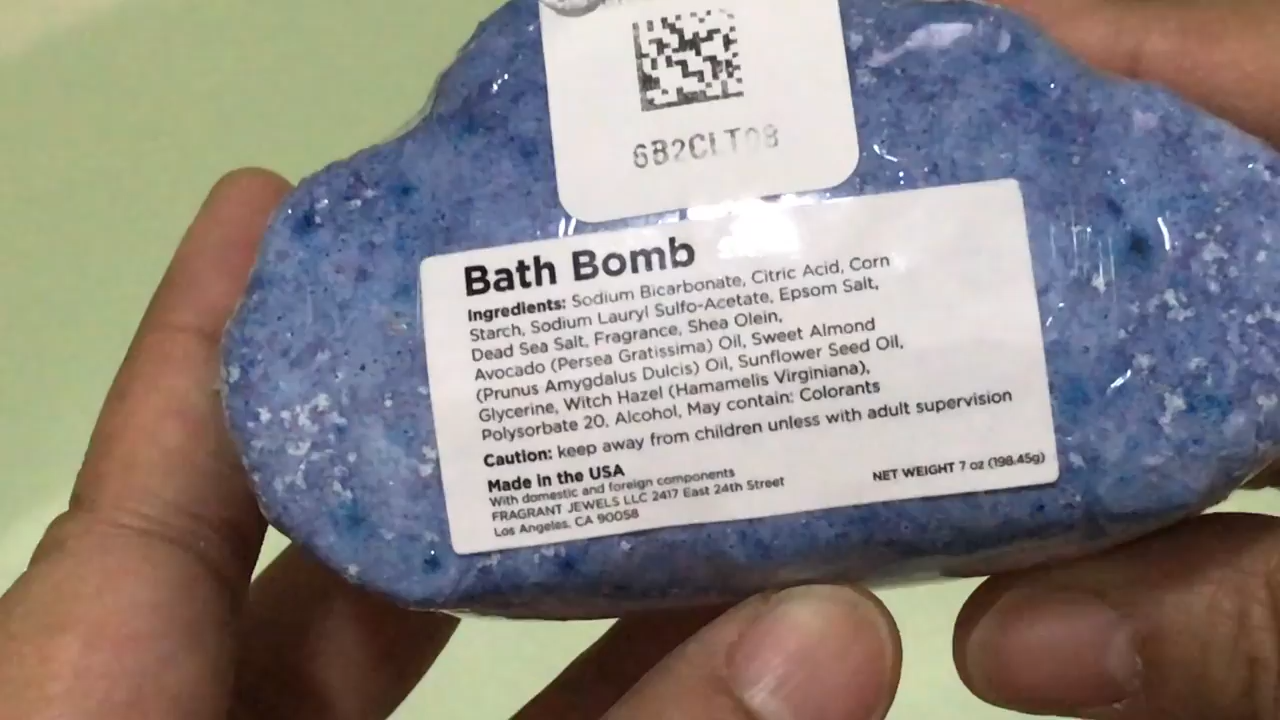 6B2CLT08
Bath Bomb
Ingredients: Sodium Bicarbonate, Citric Acid, Corn
Starch, Sodium Lauryl Sulfo-Acetate, Epsom Salt,
Dead Sea Salt, Fragrance, Shea Olein,
Avocado (Persea Gratissima) Oil, Sweet Almond
(Prunus Amygdalus Dulcis) Oil, Sunflower Seed Oil,
Glycerine, Witch Hazel (Hamamelis Virginiana),
Polysorbate 20, Alcohol, May contain: Colorants
Caution: keep away from children unless with adult supervision
Made in the USA
With domestic and foreign components
FRAGRANT JEWELS LLC 2417 East 24th Street
Los Angeles, CA 90058
NET WEIGHT 7 oz (198.45g)